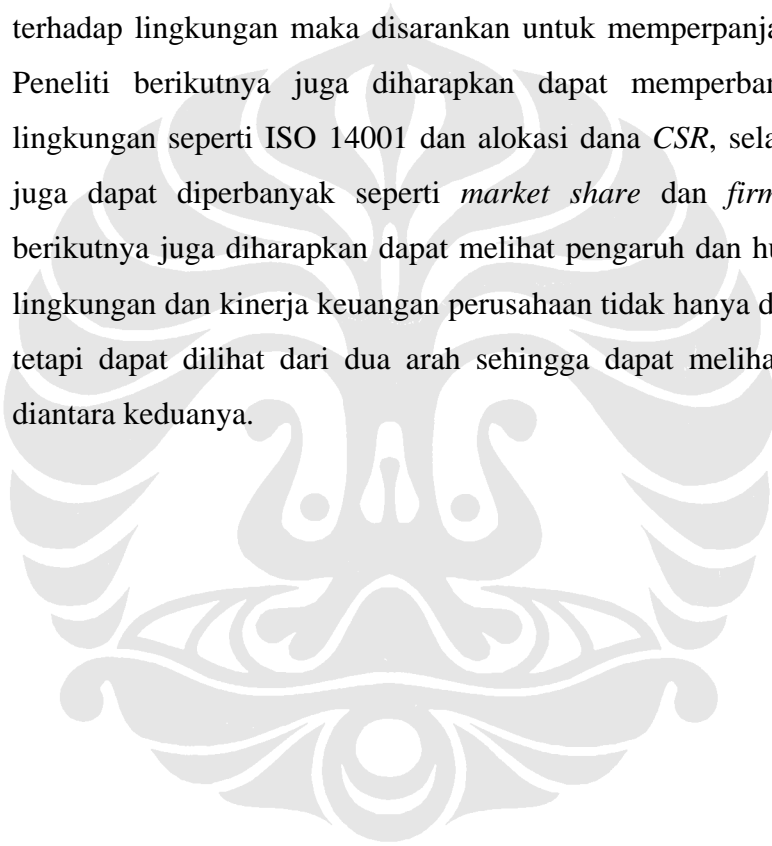 terhadap lingkungan maka disarankan untuk memperpanja
Peneliti berikutnya juga diharapkan dapat memperban
lingkungan seperti ISO 14001 dan alokasi dana CSR, sela
juga dapat diperbanyak seperti market share dan firm
berikutnya juga diharapkan dapat melihat pengaruh dan hu
lingkungan dan kinerja keuangan perusahaan tidak hanya d
tetapi dapat dilihat dari dua arah sehingga dapat meliha
diantara keduanya.